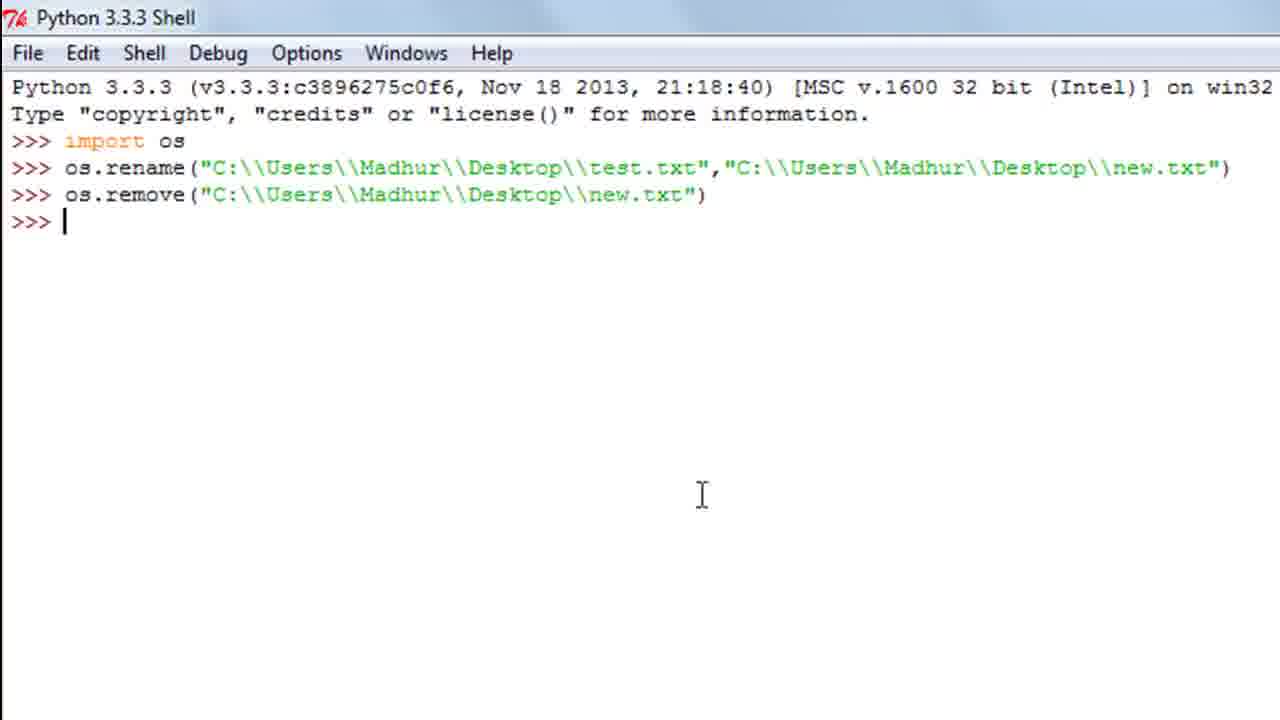 Python 3.3.3 Shell
File Edit Shell Debug Options Windows Help
Python 3.3.3 (v3.3.3:c3896275c0f6, Nov 18 2013, 21:18:40) [MSC v.1600 32 bit (Intel)] on win32
Type "copyright", "credits" or "license()" for more information.
>>> import os
>>> os.rename("C:\\Users\\Madhur\\Desktop\\test.txt","C:\\Users\\Madhur\\Desktop\\new.txt")
>>> os.remove("C:\\Users\\Madhur\\Desktop\\new.txt")
>>>